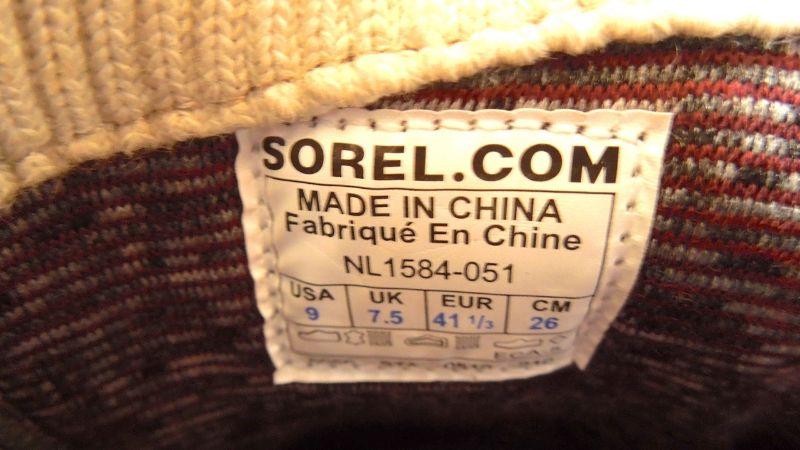 SOREL.COM
MADE IN CHINA
Fabriqué En Chine
NL1584-051
USA UK EUR CM
9 7.5 41 1/3 26